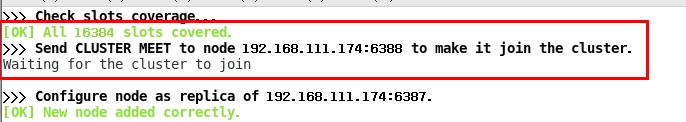 >>> Check slots coverage...
[OK] All 16384 slots covered.
>>> Send CLUSTER MEET to node 192.168.111.174:6388 to make it join the cluster.
Waiting for the cluster to join
>>> Configure node as replica of 192.168.111.174:6387.
[OK] New node added correctly.